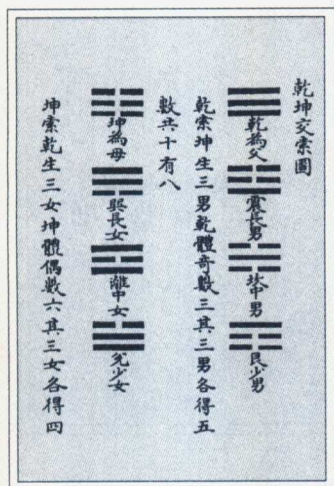 乾坤交索圖
乾為父 震長男 坎中男 艮少男
乾索坤生三男乾體奇數三其三男各得五
數共十有八
坤為母 巽長女 離中女 兌少女
坤索乾生三女坤體偶數六其三女各得四